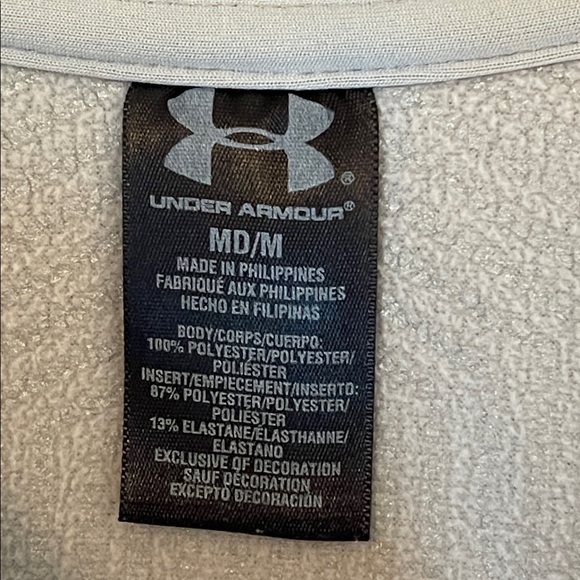 ®
UNDER ARMOUR®
MD/M
MADE IN PHILIPPINES
FABRIQUÉ AUX PHILIPPINES
HECHO EN FILIPINAS
BODY/CORPS/CUERPO:
100% POLYESTER/POLYESTER/
POLIÉSTER
INSERT/EMPIECEMENT/INSERTO:
87% POLYESTER/POLYESTER/
POLIÉSTER
13% ELASTANE/ÉLASTHANNE/
ELASTANO
EXCLUSIVE OF DECORATION
SAUF DÉCORATION
EXCEPTO DECORACIÓN